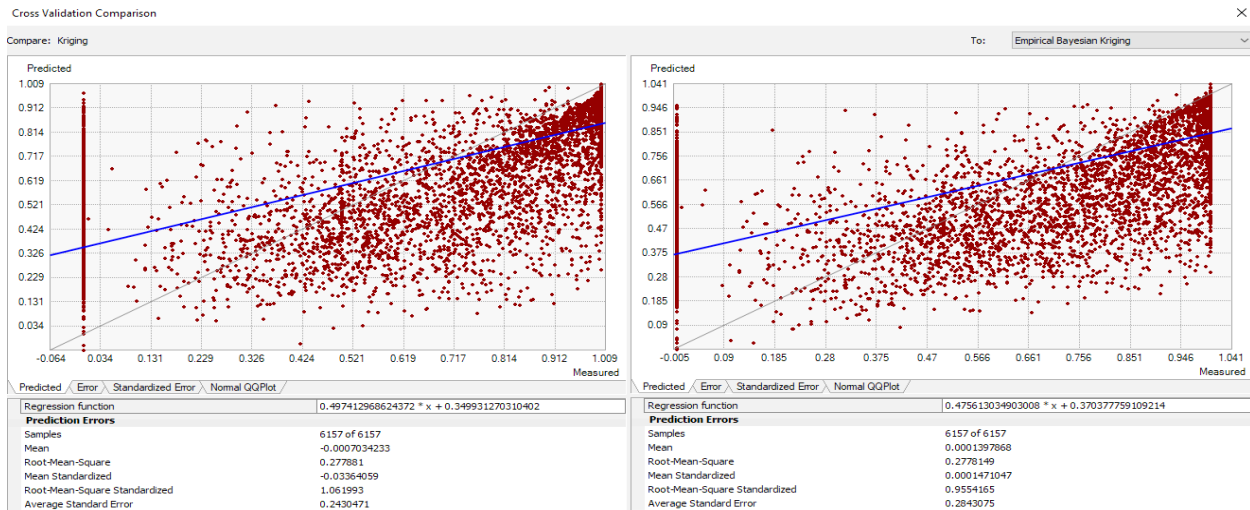 Cross Validation Comparison
Compare: Kriging
To: Empirical Bayesian Kriging
Predicted
1.009
0.912
0.814
0.717
0.619
0.521
0.424
0.326
0.229
0.131
0.034
-0.064 0.034 0.131 0.229 0.326 0.424 0.521 0.619 0.717 0.814 0.912 1.009
Measured
Predicted Error Standardized Error Normal QQPlot
Regression function 0.497412968624372 * x + 0.349931270310402
Prediction Errors
Samples 6157 of 6157
Mean -0.0007034233
Root-Mean-Square 0.277881
Mean Standardized -0.03364059
Root-Mean-Square Standardized 1.061993
Average Standard Error 0.2430471
Predicted
1.041
0.946
0.851
0.756
0.661
0.566
0.47
0.375
0.28
0.185
0.09
-0.005 0.09 0.185 0.28 0.375 0.47 0.566 0.661 0.756 0.851 0.946 1.041
Measured
Predicted Error Standardized Error Normal QQPlot
Regression function 0.475613034903008 * x + 0.370377759109214
Prediction Errors
Samples 6157 of 6157
Mean 0.0001397868
Root-Mean-Square 0.2778149
Mean Standardized 0.0001471047
Root-Mean-Square Standardized 0.9554165
Average Standard Error 0.2843075